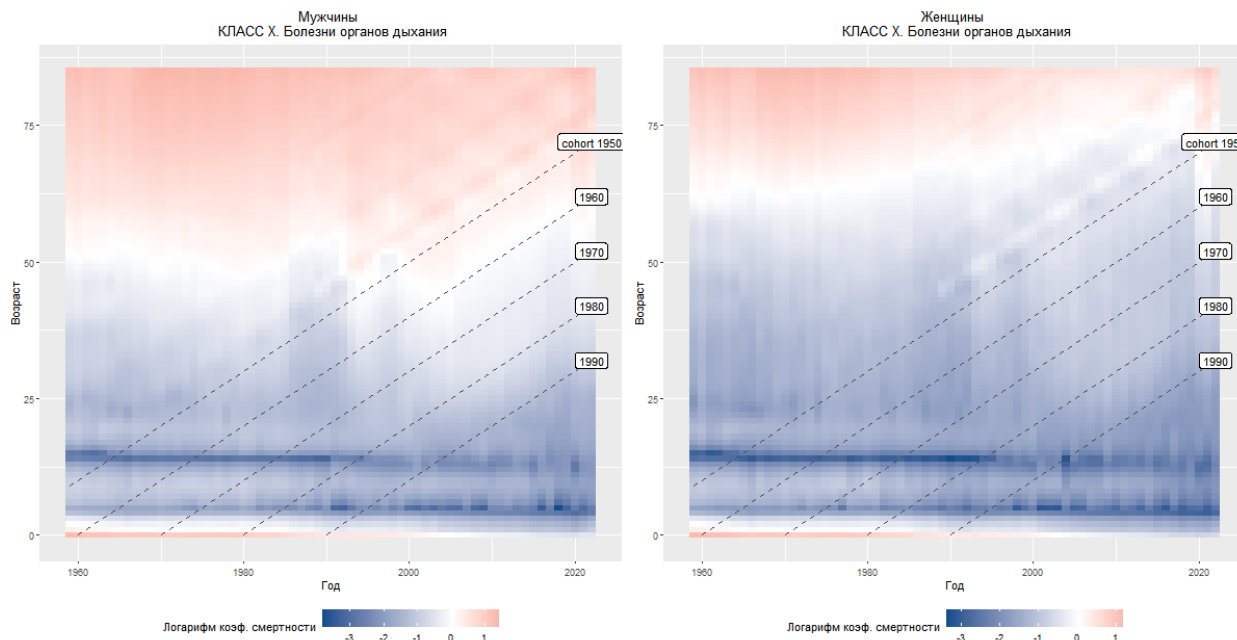 Мужчины
КЛАСС X. Болезни органов дыхания
75
50
25
0
Возраст
cohort 1950
1960
1970
1980
1990
1960
1980
2000
2020
Год
Логарифм коэф. смертности
-3
-2
-1
0
1
Женщины
КЛАСС X. Болезни органов дыхания
75
50
25
0
Возраст
cohort 195
1960
1970
1980
1990
1960
1980
2000
2020
Год
Логарифм коэф. смертности
-3
-2
-1
0
1